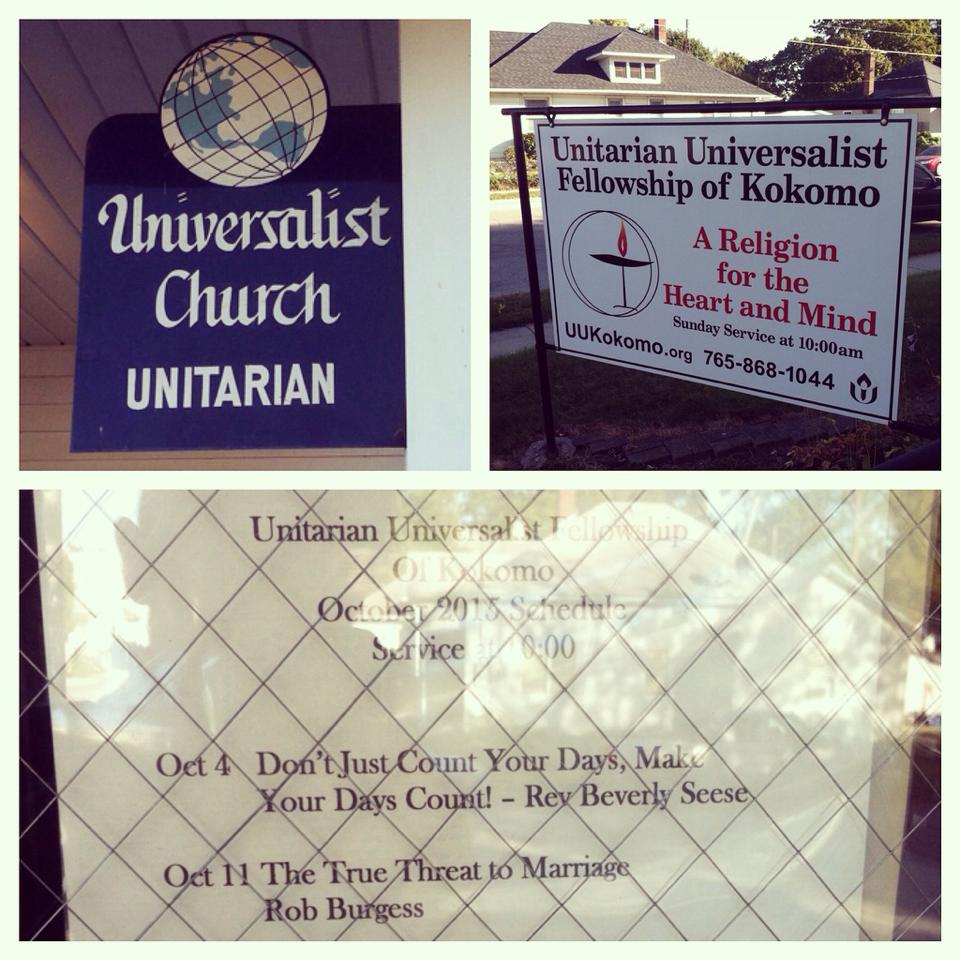 Universalist
Church
UNITARIAN
Unitarian Universalist
Fellowship of Kokomo
A Religion
for the
Heart and Mind
Sunday Service at 10:00am
UUKokomo.org 765-868-1044
Unitarian Universalist Fellowship
Of Kokomo
October 2015 Schedule
Service at 10:00
Oct 4 Don't Just Count Your Days, Make
Your Days Count! – Rev Beverly Seese
Oct 11 The True Threat to Marriage
Rob Burgess